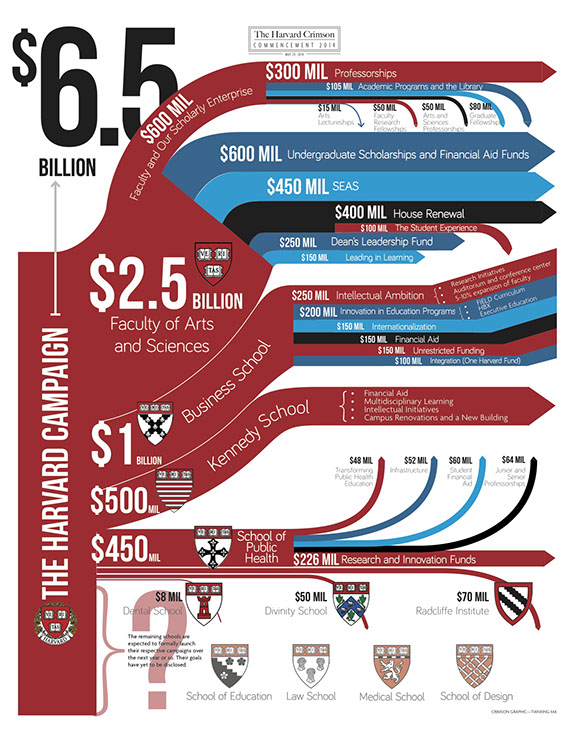 The Harvard Crimson
COMMENCEMENT 2014
$6.5
BILLION
THE HARVARD CAMPAIGN
$600 MIL
Faculty and Our Scholarly Enterprise
$300 MIL Professorships
$105 MIL Academic Programs and the Library
$15 MIL
Arts
Lectureships
$50 MIL
Faculty
Research
Fellowships
$50 MIL
Arts and
Sciences
Professorships
$80 MIL
Graduate
Fellowships
$600 MIL Undergraduate Scholarships and Financial Aid Funds
$450 MIL SEAS
$400 MIL House Renewal
$100 MIL The Student Experience
$250 MIL Dean's Leadership Fund
$150 MIL Leading in Learning
VE RI
TAS
$2.5 BILLION
Faculty of Arts
and Sciences
$250 MIL Intellectual Ambition
• Research Initiatives
• Auditorium and conference center
• 5-10% expansion of faculty
$200 MIL Innovation in Education Programs
• FIELD Curriculum
• HBX
• Executive Education
$150 MIL Internationalization
$150 MIL Financial Aid
$150 MIL Unrestricted Funding
$100 MIL Integration (One Harvard Fund)
Business School
$1 BILLION
Kennedy School
• Financial Aid
• Multidisciplinary Learning
• Intellectual Initiatives
• Campus Renovations and a New Building
$500 MIL
$48 MIL
Transforming
Public Health
Education
$52 MIL
Infrastructure
$60 MIL
Student
Financial
Aid
$64 MIL
Junior and
Senior
Professorships
$450 MIL
School of
Public
Health
$226 MIL Research and Innovation Funds
$8 MIL
Dental School
$50 MIL
Divinity School
$70 MIL
Radcliffe Institute
?
The remaining schools are
expected to formally launch
their respective campaigns over
the next year or so. Their goals
have yet to be disclosed.
VE RI
TAS
HARVARD
School of Education
Law School
Medical School
School of Design